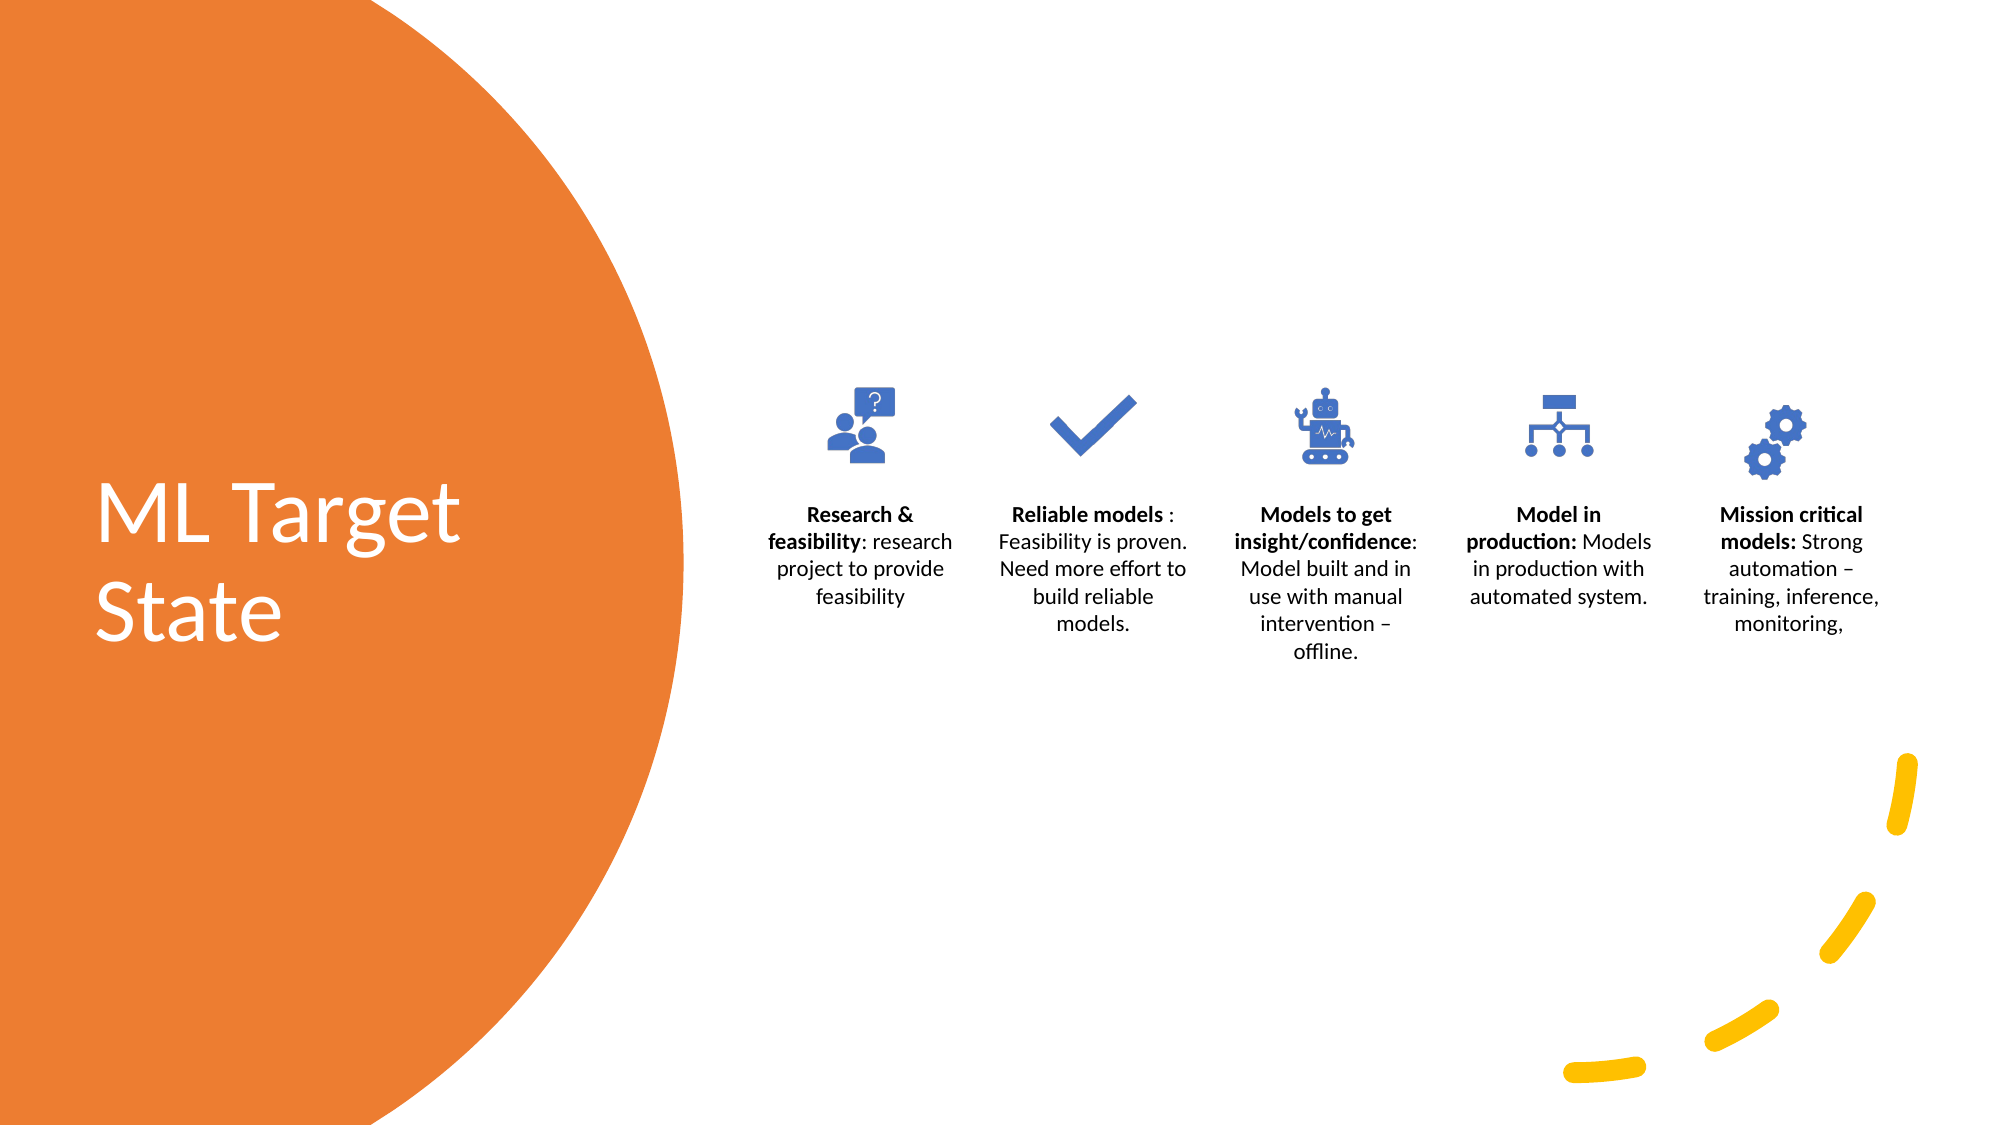 ML Target
State
?
Research &
feasibility: research
project to provide
feasibility
Reliable models :
Feasibility is proven.
Need more effort to
build reliable
models.
Models to get
insight/confidence:
Model built and in
use with manual
intervention –
offline.
Model in
production: Models
in production with
automated system.
Mission critical
models: Strong
automation –
training, inference,
monitoring,